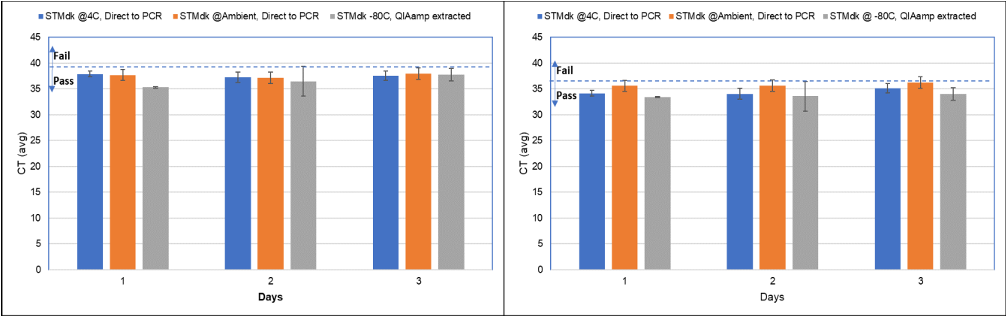 STMdk @4C, Direct to PCR STMdk @Ambient, Direct to PCR STMdk -80C, QIAamp extracted
45
40
35
30
25
20
15
10
5
0
CT (avg)
Fail
Pass
1 2 3
Days
STMdk @4C, Direct to PCR STMdk @Ambient, Direct to PCR STMdk @ -80C, QIAamp extracted
45
40
35
30
25
20
15
10
5
0
CT (avg)
Fail
Pass
1 2 3
Days